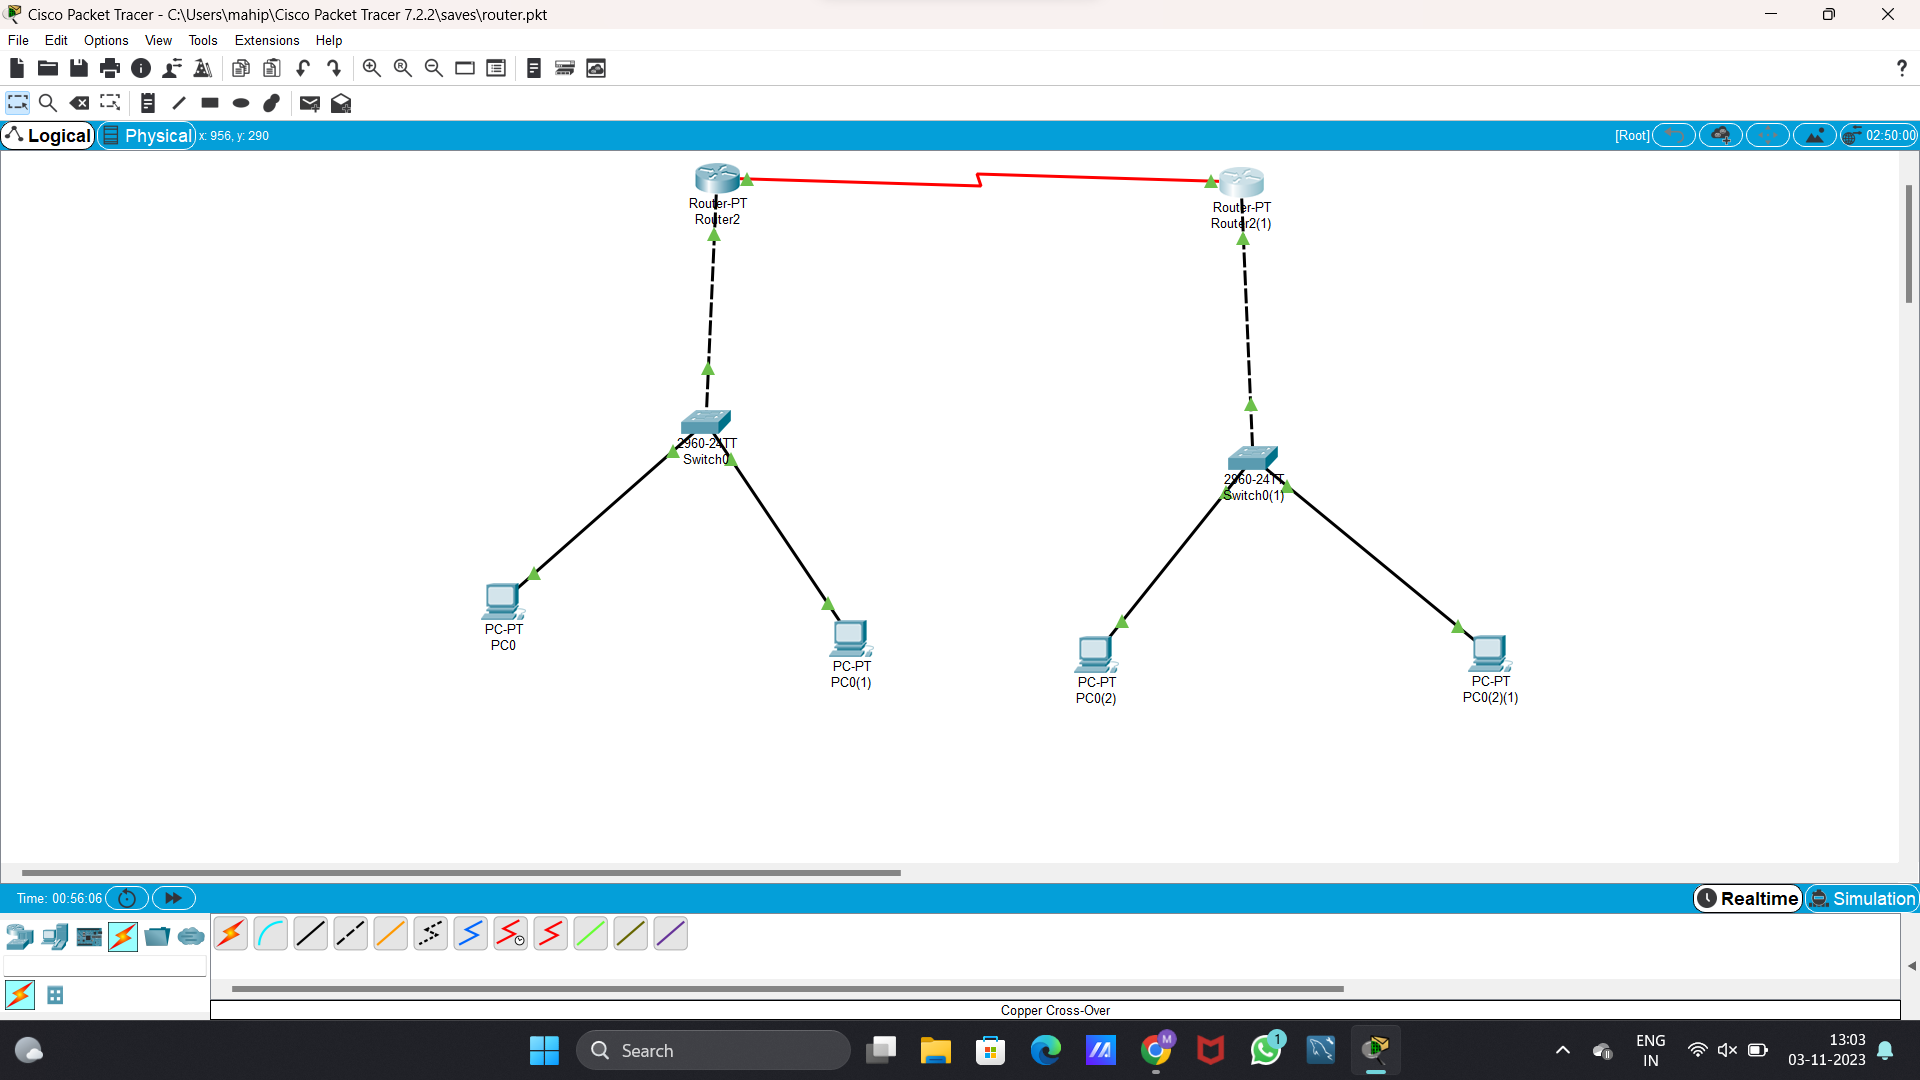 Cisco Packet Tracer - C:\Users\mahip\Cisco Packet Tracer 7.2.2\saves\router.pkt
File Edit Options View Tools Extensions Help
?
Logical Physical x: 956, y: 290 [Root] 02:50:00
Router-PT
Router2
Router-PT
Router2(1)
2960-24TT
Switch0
2960-24TT
Switch0(1)
PC-PT
PC0
PC-PT
PC0(1)
PC-PT
PC0(2)
PC-PT
PC0(2)(1)
Time: 00:56:06 Realtime Simulation
Copper Cross-Over
Search
M
1
ENG
IN
13:03
03-11-2023